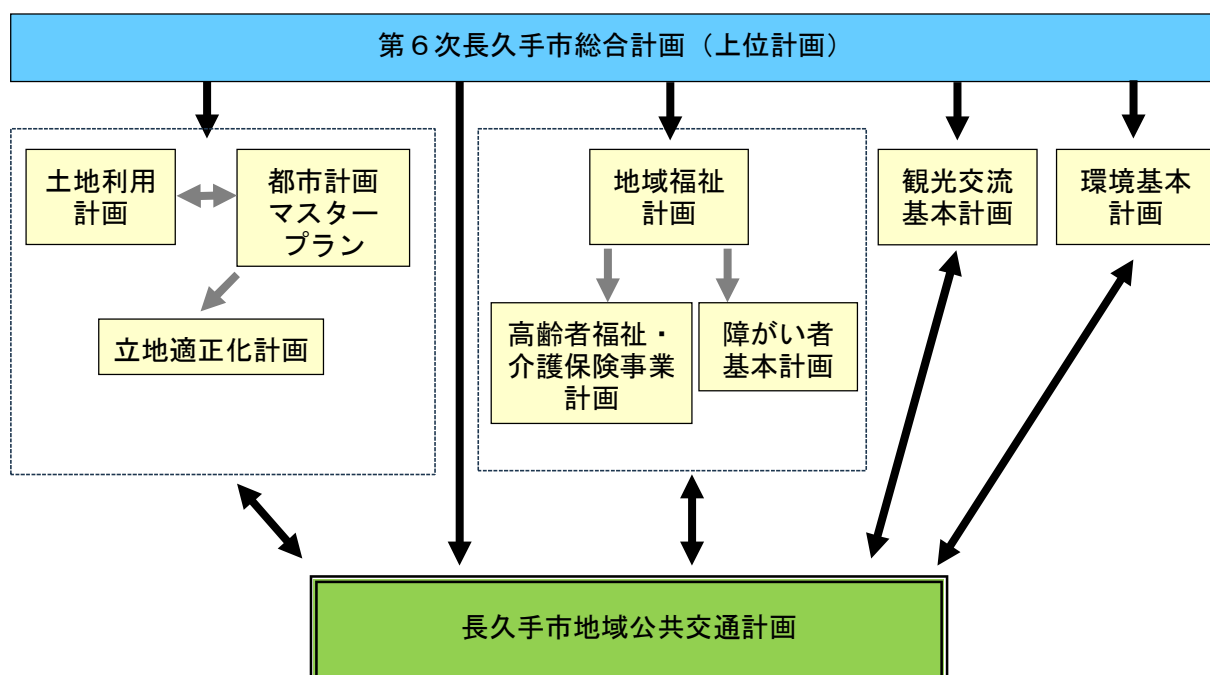 第６次長久手市総合計画（上位計画）
土地利用
計画
都市計画
マスター
プラン
立地適正化計画
地域福祉
計画
高齢者福祉・
介護保険事業
計画
障がい者
基本計画
観光交流
基本計画
環境基本
計画
長久手市地域公共交通計画